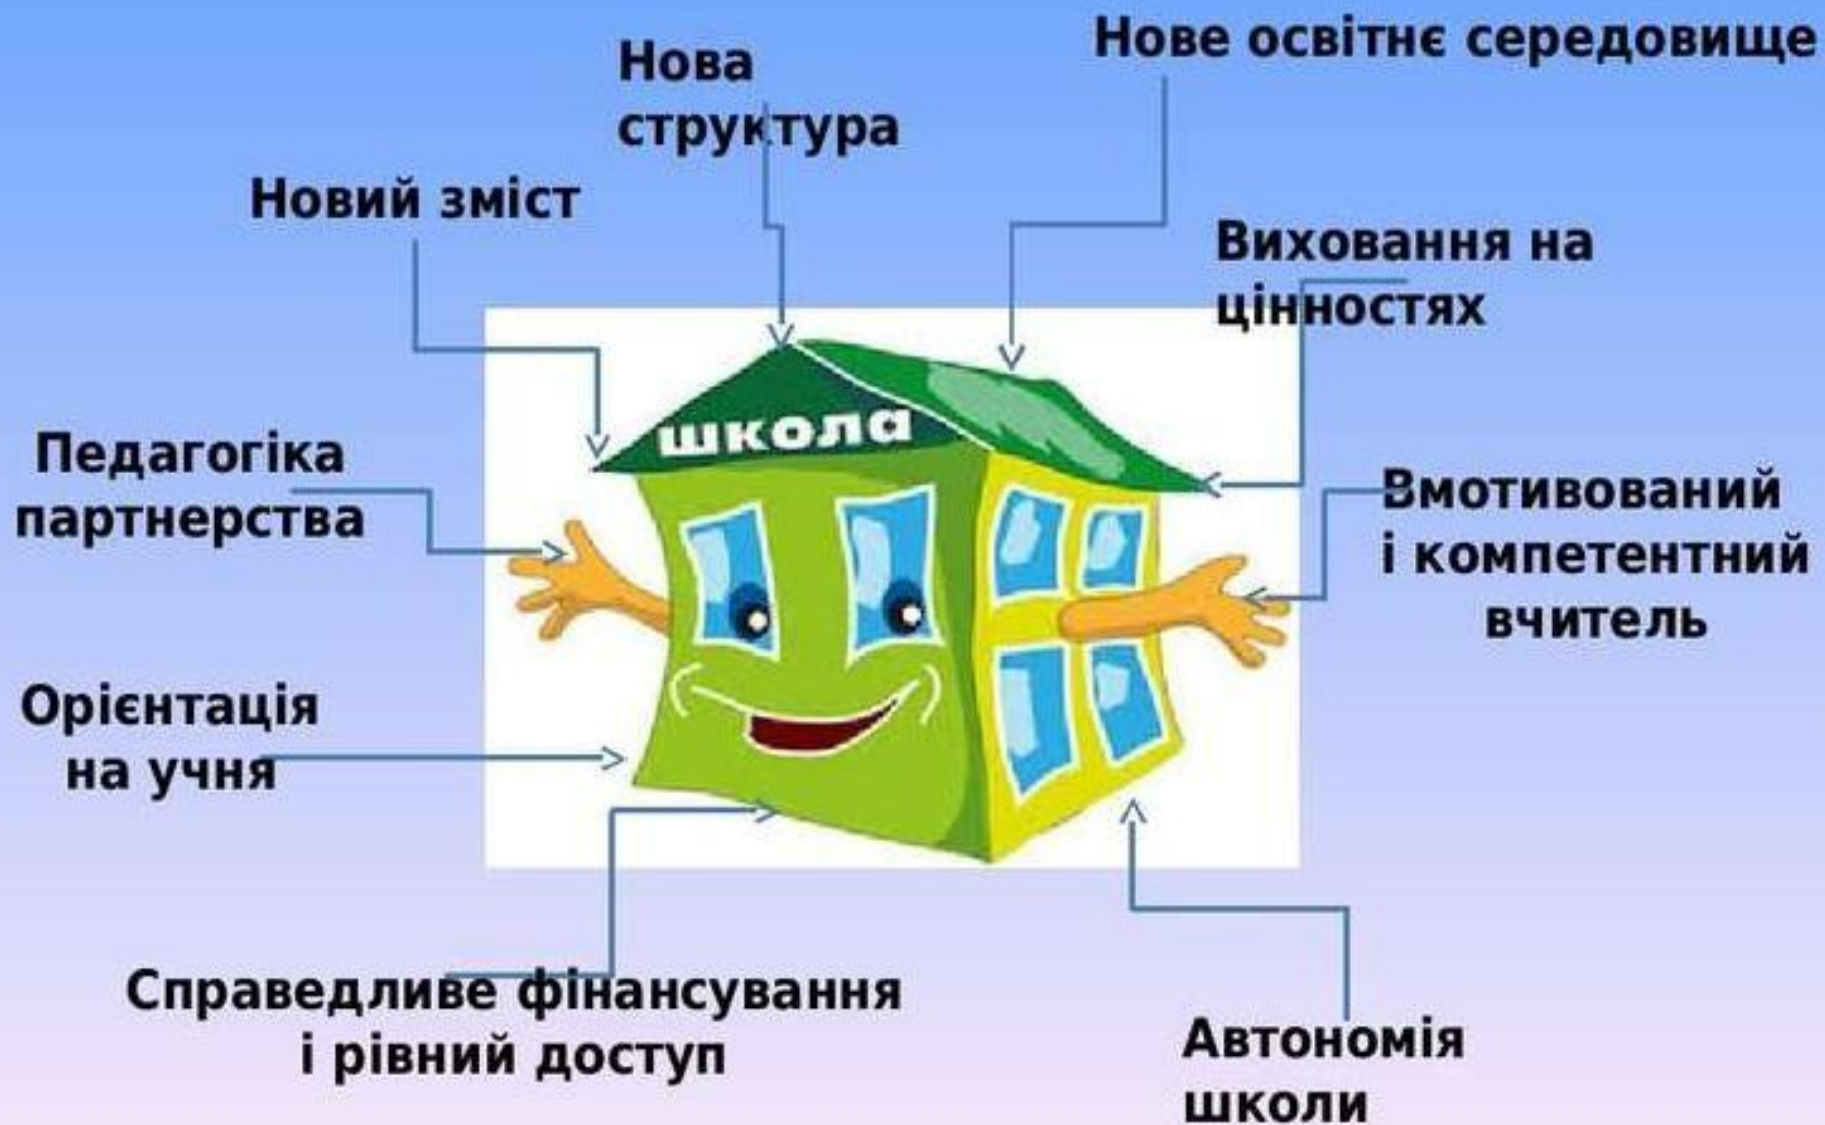 Нове освітнє середовище
Нова
структура
Новий зміст
Виховання на
цінностях
школа
Педагогіка
партнерства
Вмотивований
і компетентний
вчитель
Орієнтація
на учня
Справедливе фінансування
і рівний доступ
Автономія
школи